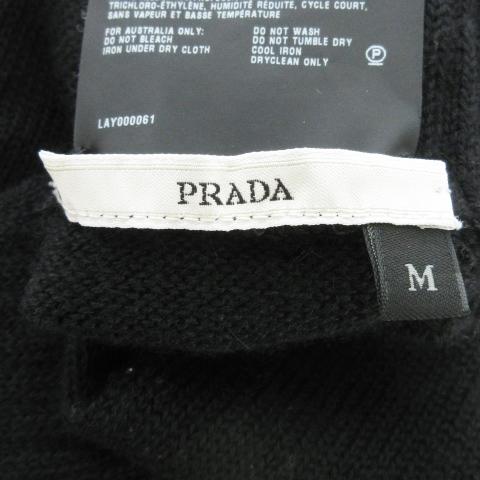 TRICHLORO-ÉTHYLÈNE, HUMIDITÉ RÉDUITE, CYCLE COURT,
SANS VAPEUR ET BASSE TEMPÉRATURE
FOR AUSTRALIA ONLY:
DO NOT BLEACH
IRON UNDER DRY CLOTH
DO NOT WASH
DO NOT TUMBLE DRY
COOL IRON
DRYCLEAN ONLY
P
LAY000061
PRADA
M